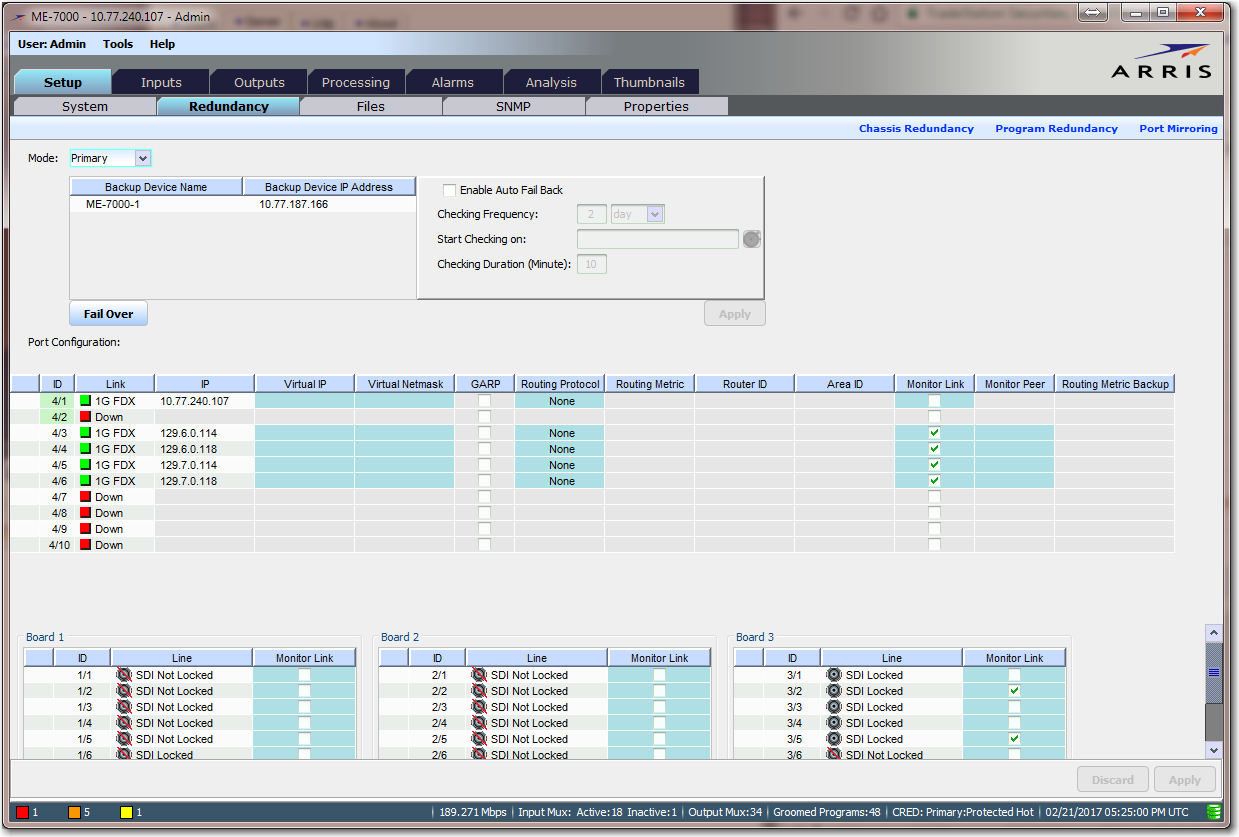 ME-7000 - 10.77.240.107 - Admin
User: Admin Tools Help
ARRIS
Setup Inputs Outputs Processing Alarms Analysis Thumbnails
System Redundancy Files SNMP Properties
Chassis Redundancy Program Redundancy Port Mirroring
Mode: Primary
Backup Device Name Backup Device IP Address
ME-7000-1 10.77.187.166
Enable Auto Fail Back
Checking Frequency: 2 day
Start Checking on:
Checking Duration (Minute): 10
Fail Over Apply
Port Configuration:
ID Link IP Virtual IP Virtual Netmask GARP Routing Protocol Routing Metric Router ID Area ID Monitor Link Monitor Peer Routing Metric Backup
4/1 1G FDX 10.77.240.107 None
4/2 Down
4/3 1G FDX 129.6.0.114 None
4/4 1G FDX 129.6.0.118 None
4/5 1G FDX 129.7.0.114 None
4/6 1G FDX 129.7.0.118 None
4/7 Down
4/8 Down
4/9 Down
4/10 Down
Board 1
ID Line Monitor Link
1/1 SDI Not Locked
1/2 SDI Not Locked
1/3 SDI Not Locked
1/4 SDI Not Locked
1/5 SDI Not Locked
1/6 SDI Locked
Board 2
ID Line Monitor Link
2/1 SDI Not Locked
2/2 SDI Not Locked
2/3 SDI Not Locked
2/4 SDI Not Locked
2/5 SDI Not Locked
2/6 SDI Not Locked
Board 3
ID Line Monitor Link
3/1 SDI Locked
3/2 SDI Locked
3/3 SDI Locked
3/4 SDI Locked
3/5 SDI Locked
3/6 SDI Not Locked
Discard Apply
1 5 1 189.271 Mbps Input Mux: Active:18 Inactive:1 Output Mux:34 Groomed Programs:48 CRED: Primary:Protected Hot 02/21/2017 05:25:00 PM UTC